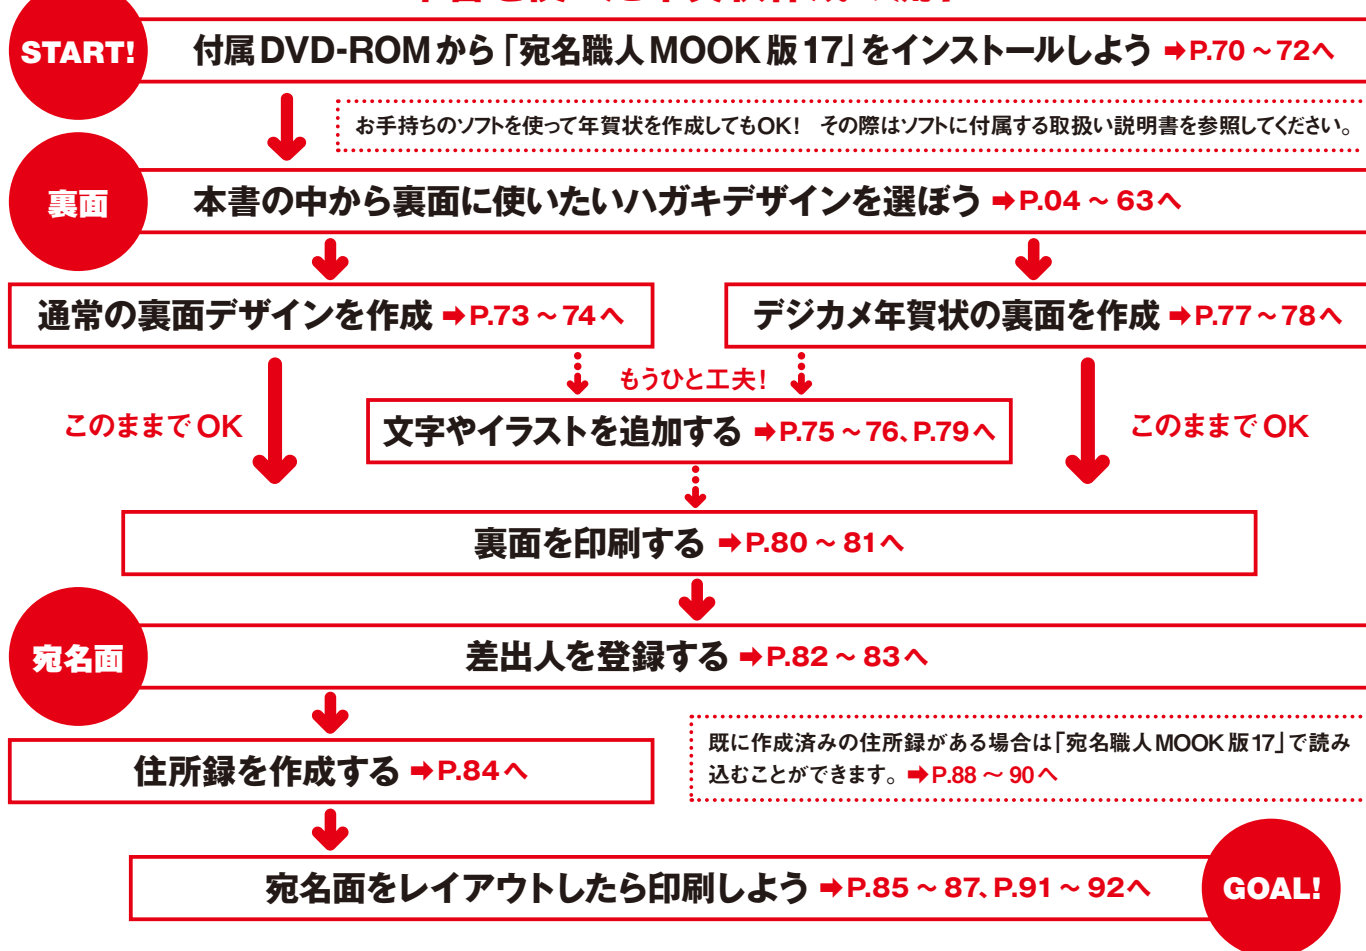 START!
付属DVD-ROMから「宛名職人MOOK版17」をインストールしよう ➡P.70～72へ
お手持ちのソフトを使って年賀状を作成してもOK！ その際はソフトに付属する取扱い説明書を参照してください。
裏面
本書の中から裏面に使いたいハガキデザインを選ぼう ➡P.04～63へ
通常の裏面デザインを作成 ➡P.73～74へ
デジカメ年賀状の裏面を作成 ➡P.77～78へ
もうひと工夫！
このままでOK
文字やイラストを追加する ➡P.75～76、P.79へ
このままでOK
裏面を印刷する ➡P.80～81へ
宛名面
差出人を登録する ➡P.82～83へ
住所録を作成する ➡P.84へ
既に作成済みの住所録がある場合は「宛名職人MOOK版17」で読み
込むことができます。➡P.88～90へ
宛名面をレイアウトしたら印刷しよう ➡P.85～87、P.91～92へ
GOAL!